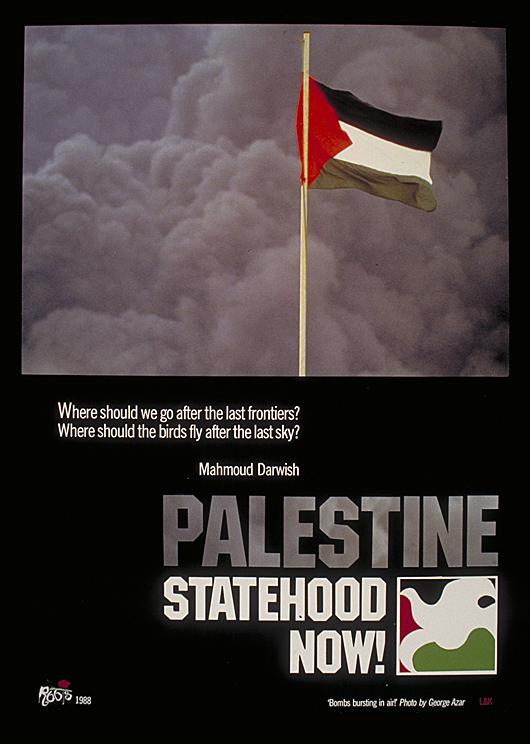 Where should we go after the last frontiers?
Where should the birds fly after the last sky?
Mahmoud Darwish
PALESTINE
STATEHOOD
NOW!
Roots 1988
'Bombs bursting in air!' Photo by George Azar L&K